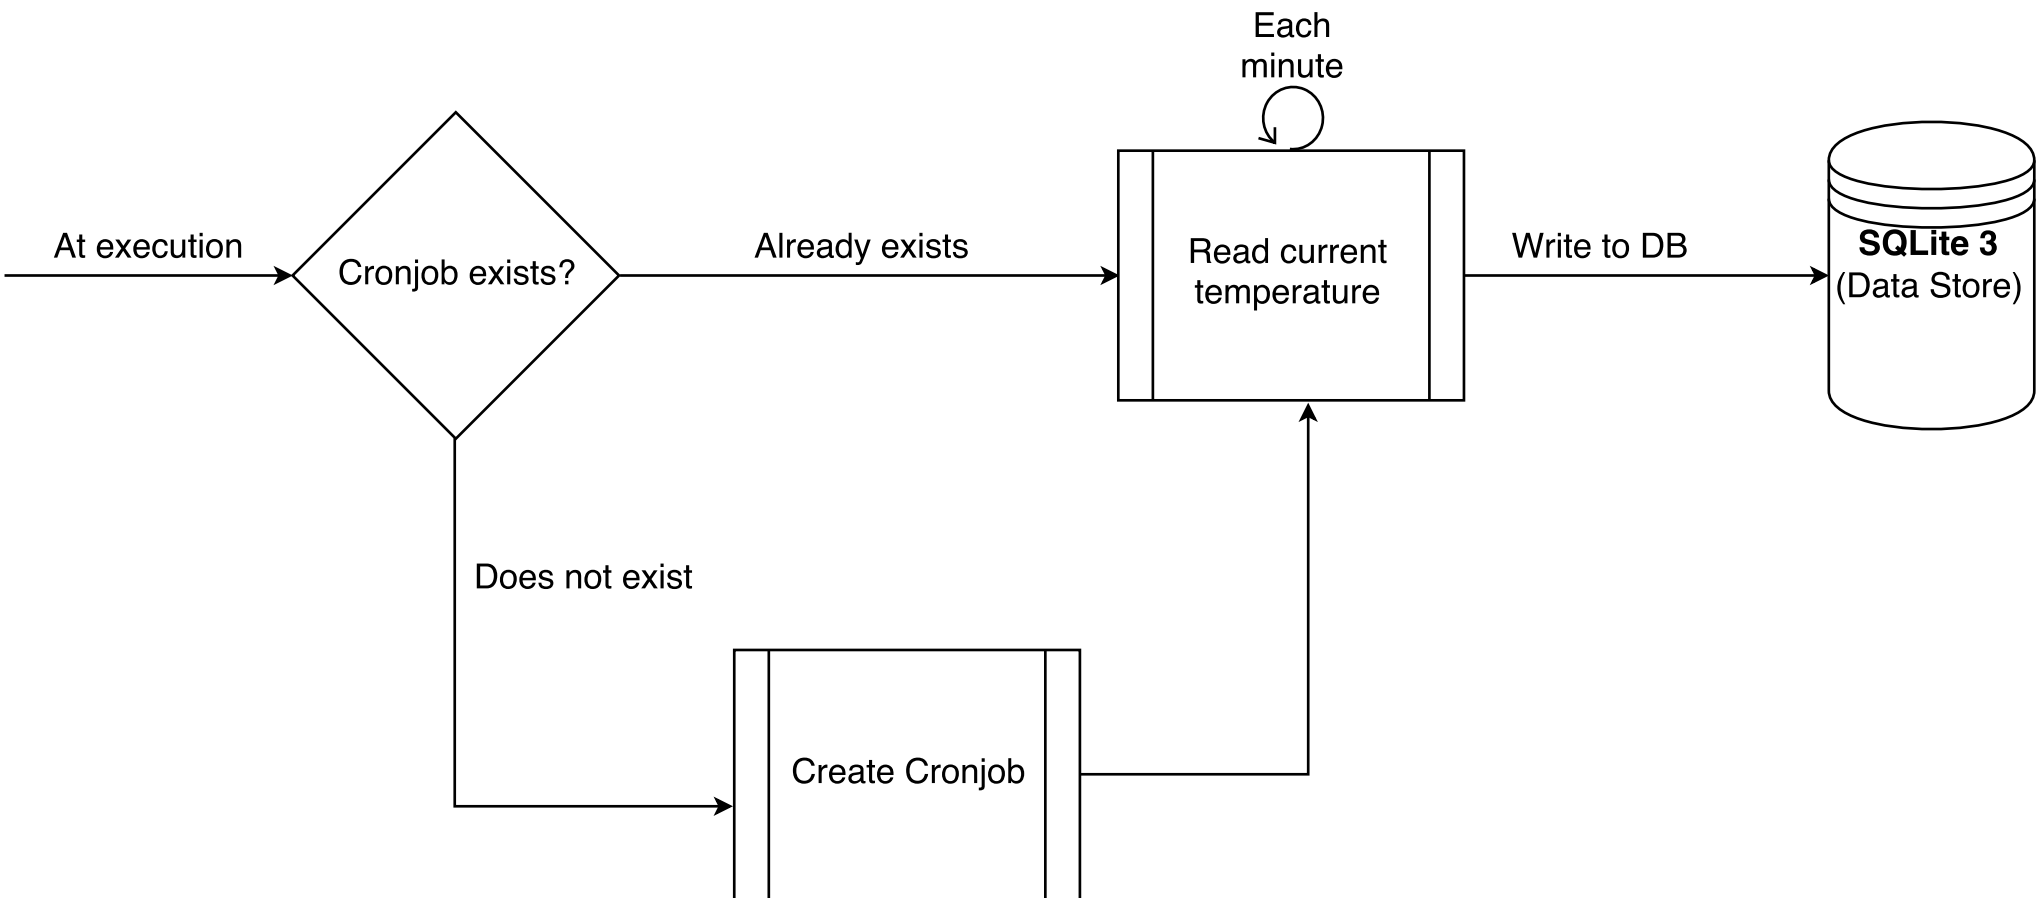 Each
minute
At execution
Cronjob exists?
Already exists
Read current
temperature
Write to DB
SQLite 3
(Data Store)
Does not exist
Create Cronjob